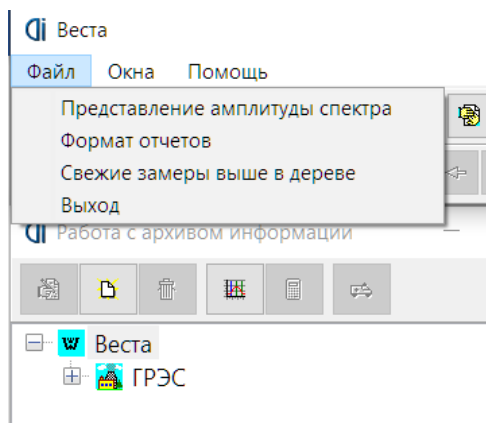 Веста
Файл Окна Помощь
Представление амплитуды спектра
Формат отчетов
Свежие замеры выше в дереве
Выход
Работа с архивом информации
Веста
ГРЭС